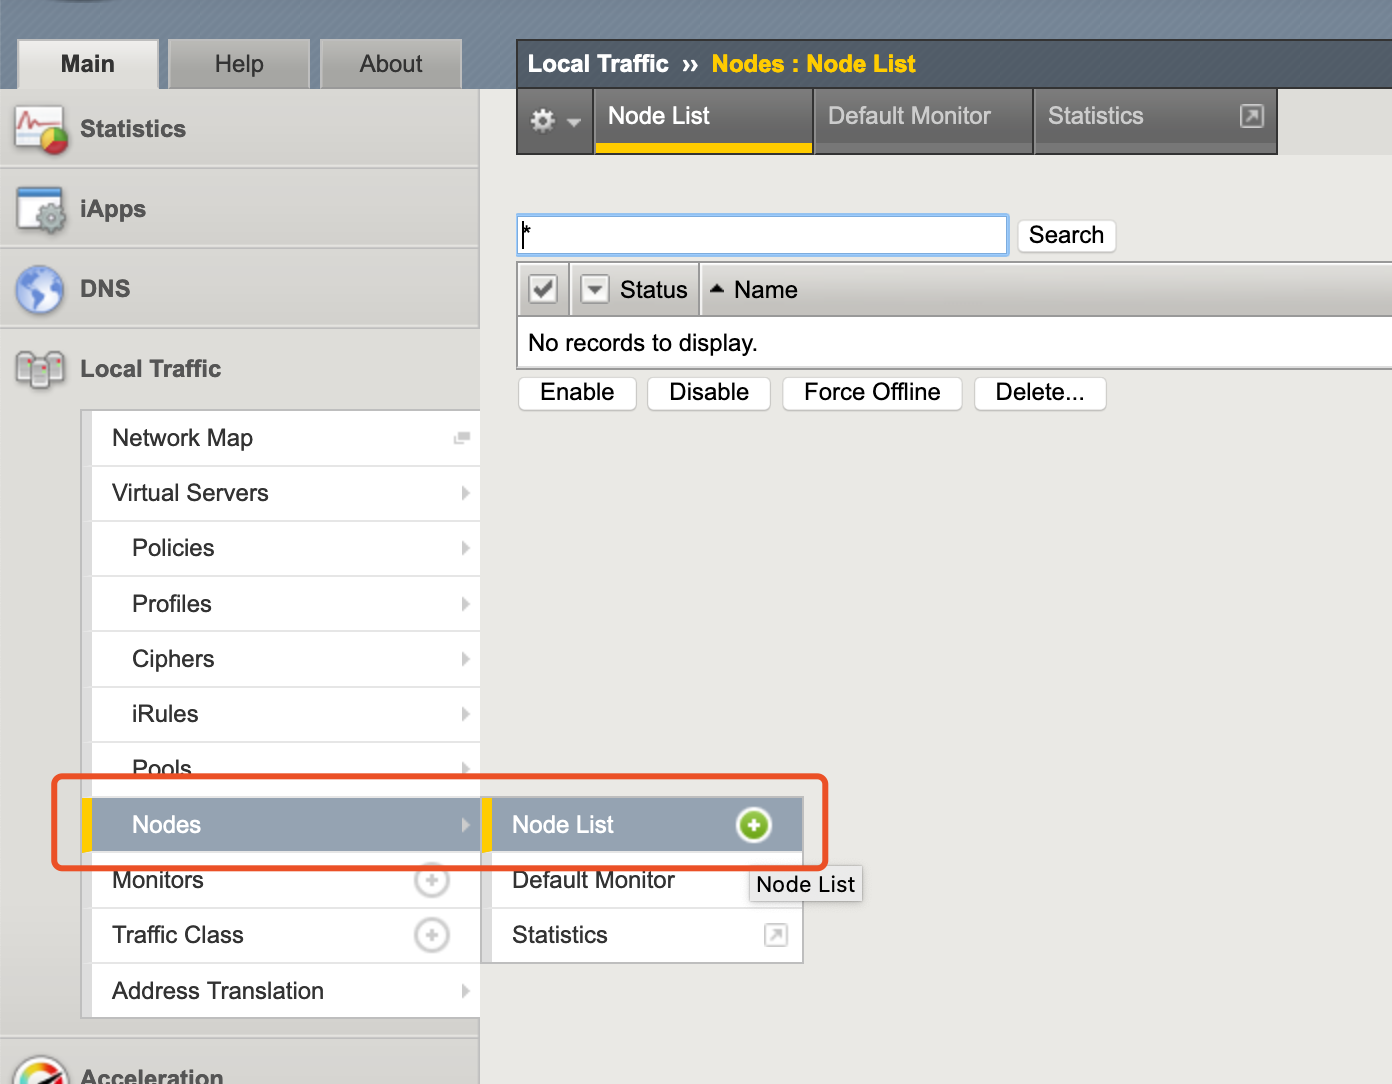 Main
Help
About
Local Traffic ›› Nodes : Node List
Node List
Default Monitor
Statistics
Statistics
iApps
DNS
Local Traffic
*
Search
Status
Name
No records to display.
Enable
Disable
Force Offline
Delete...
Network Map
Virtual Servers
Policies
Profiles
Ciphers
iRules
Pools
Nodes
Node List
Monitors
Default Monitor
Node List
Traffic Class
Statistics
Address Translation
Acceleration